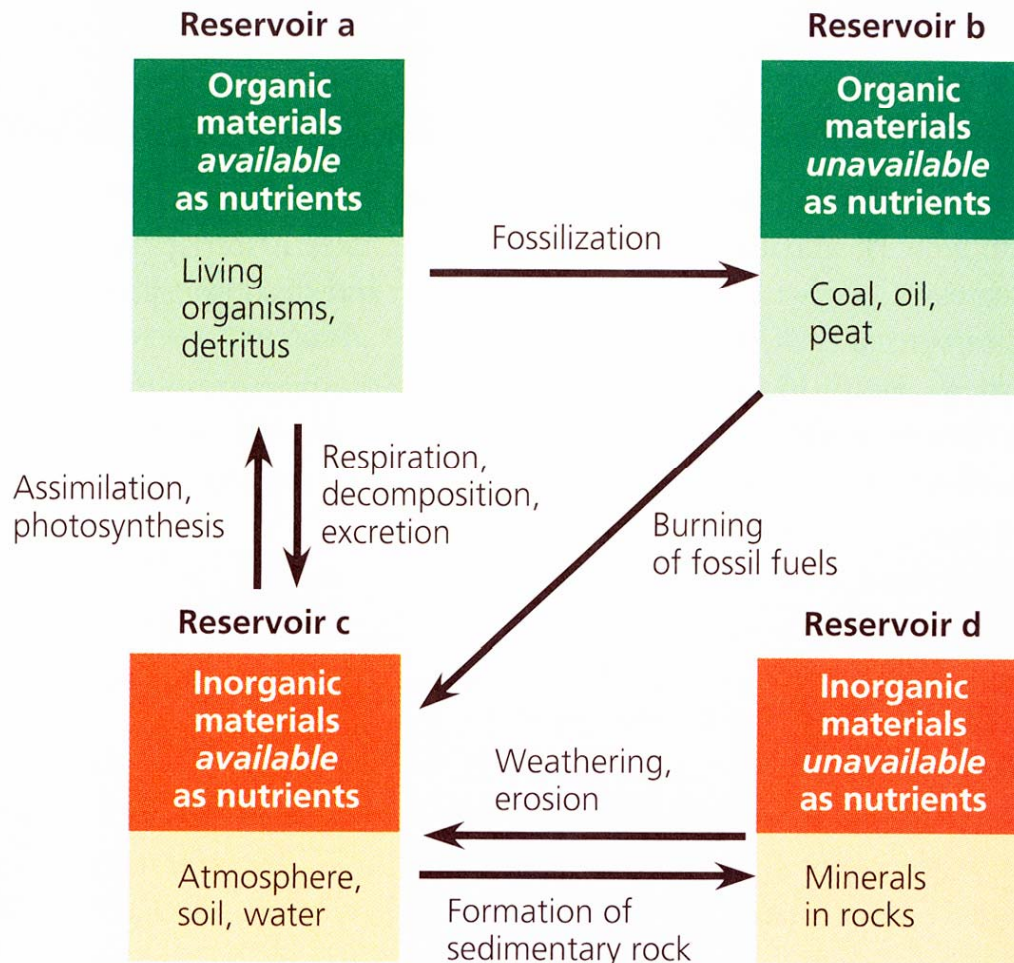 Reservoir a
Organic
materials
available
as nutrients
Living
organisms,
detritus
Fossilization
Reservoir b
Organic
materials
unavailable
as nutrients
Coal, oil,
peat
Assimilation,
photosynthesis
Respiration,
decomposition,
excretion
Burning
of fossil fuels
Reservoir c
Inorganic
materials
available
as nutrients
Atmosphere,
soil, water
Weathering,
erosion
Formation of
sedimentary rock
Reservoir d
Inorganic
materials
unavailable
as nutrients
Minerals
in rocks